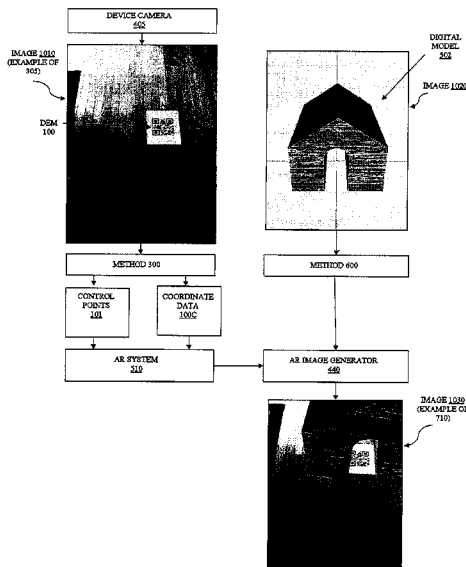 DEVICE CAMERA
405
IMAGE 1010
(EXAMPLE OF
305)
DEM
100
DIGITAL
MODEL
502
IMAGE 1020
METHOD 300
METHOD 600
CONTROL
POINTS
101
COORDINATE
DATA
100C
AR SYSTEM
510
AR IMAGE GENERATOR
440
IMAGE 1030
(EXAMPLE OF
710)